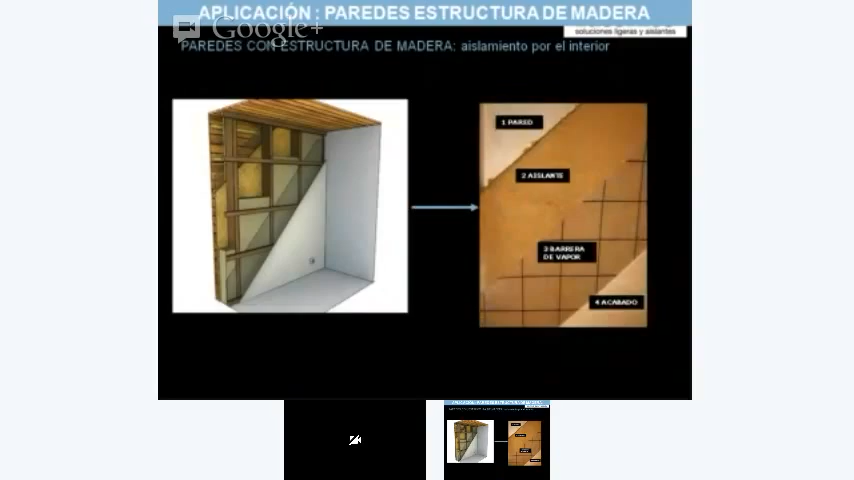 APLICACIÓN : PAREDES ESTRUCTURA DE MADERA
Google+
soluciones ligeras y aislantes
PAREDES CON ESTRUCTURA DE MADERA: aislamiento por el interior
1 PARED
2 AISLANTE
3 BARRERA
DE VAPOR
4 ACABADO